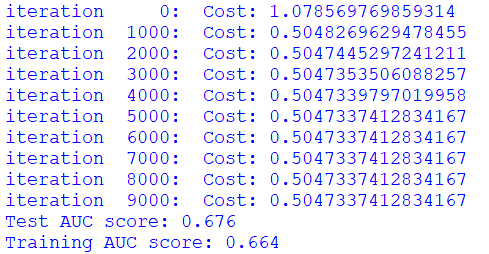 iteration     0:  Cost: 1.078569769859314
iteration  1000:  Cost: 0.5048269629478455
iteration  2000:  Cost: 0.5047445297241211
iteration  3000:  Cost: 0.5047353506088257
iteration  4000:  Cost: 0.5047339797019958
iteration  5000:  Cost: 0.5047337412834167
iteration  6000:  Cost: 0.5047337412834167
iteration  7000:  Cost: 0.5047337412834167
iteration  8000:  Cost: 0.5047337412834167
iteration  9000:  Cost: 0.5047337412834167
Test AUC score: 0.676
Training AUC score: 0.664